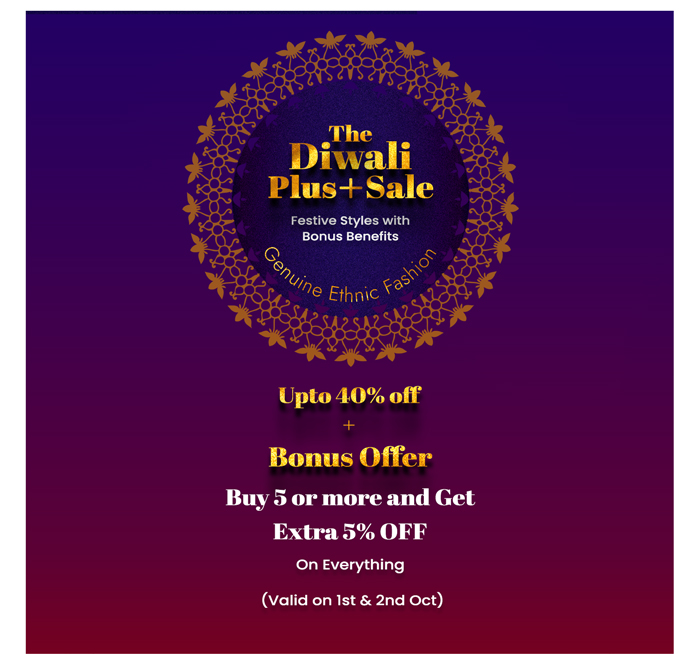 The
Diwali
Plus+Sale
Festive Styles with
Bonus Benefits
Genuine Ethnic Fashion
Upto 40% off
+
Bonus Offer
Buy 5 or more and Get
Extra 5% OFF
On Everything
(Valid on 1st & 2nd Oct)